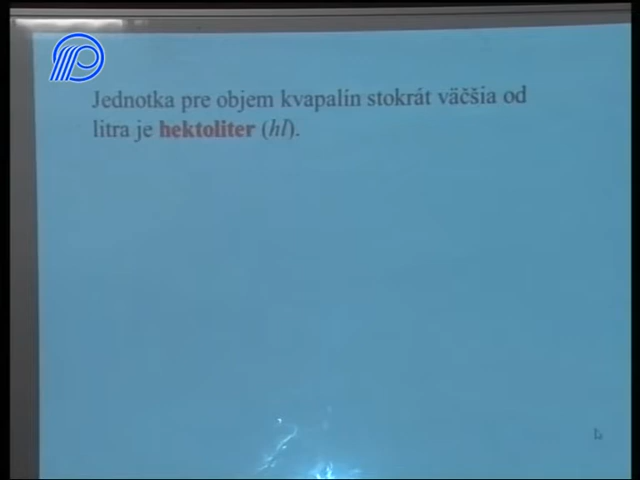 Jednotka pre objem kvapalín stokrát väčšia od
litra je hektoliter (hl).